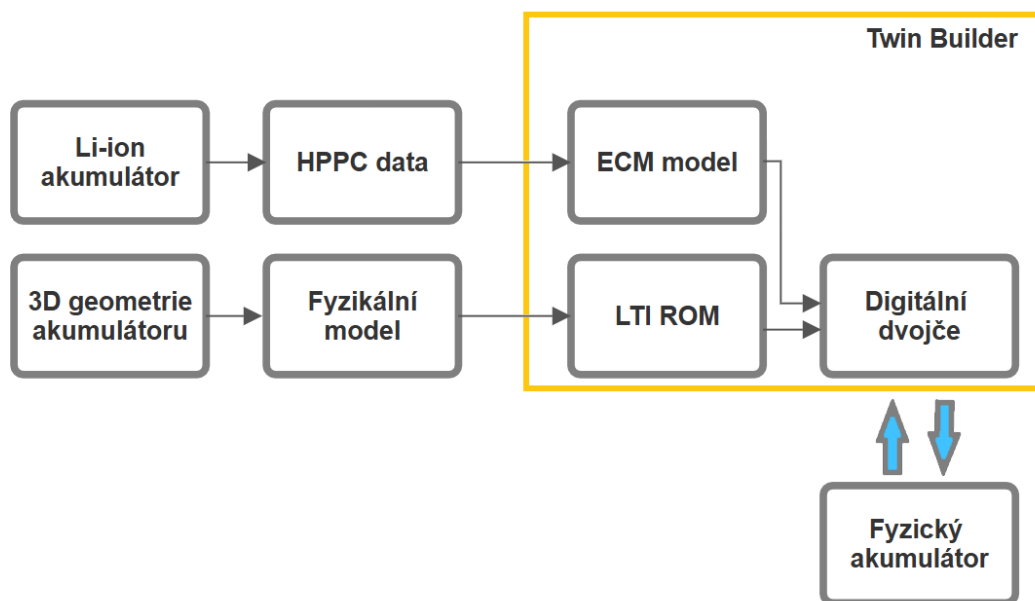 Twin Builder
Li-ion
akumulátor
HPPC data
ECM model
3D geometrie
akumulátoru
Fyzikální
model
LTI ROM
Digitální
dvojče
Fyzický
akumulátor